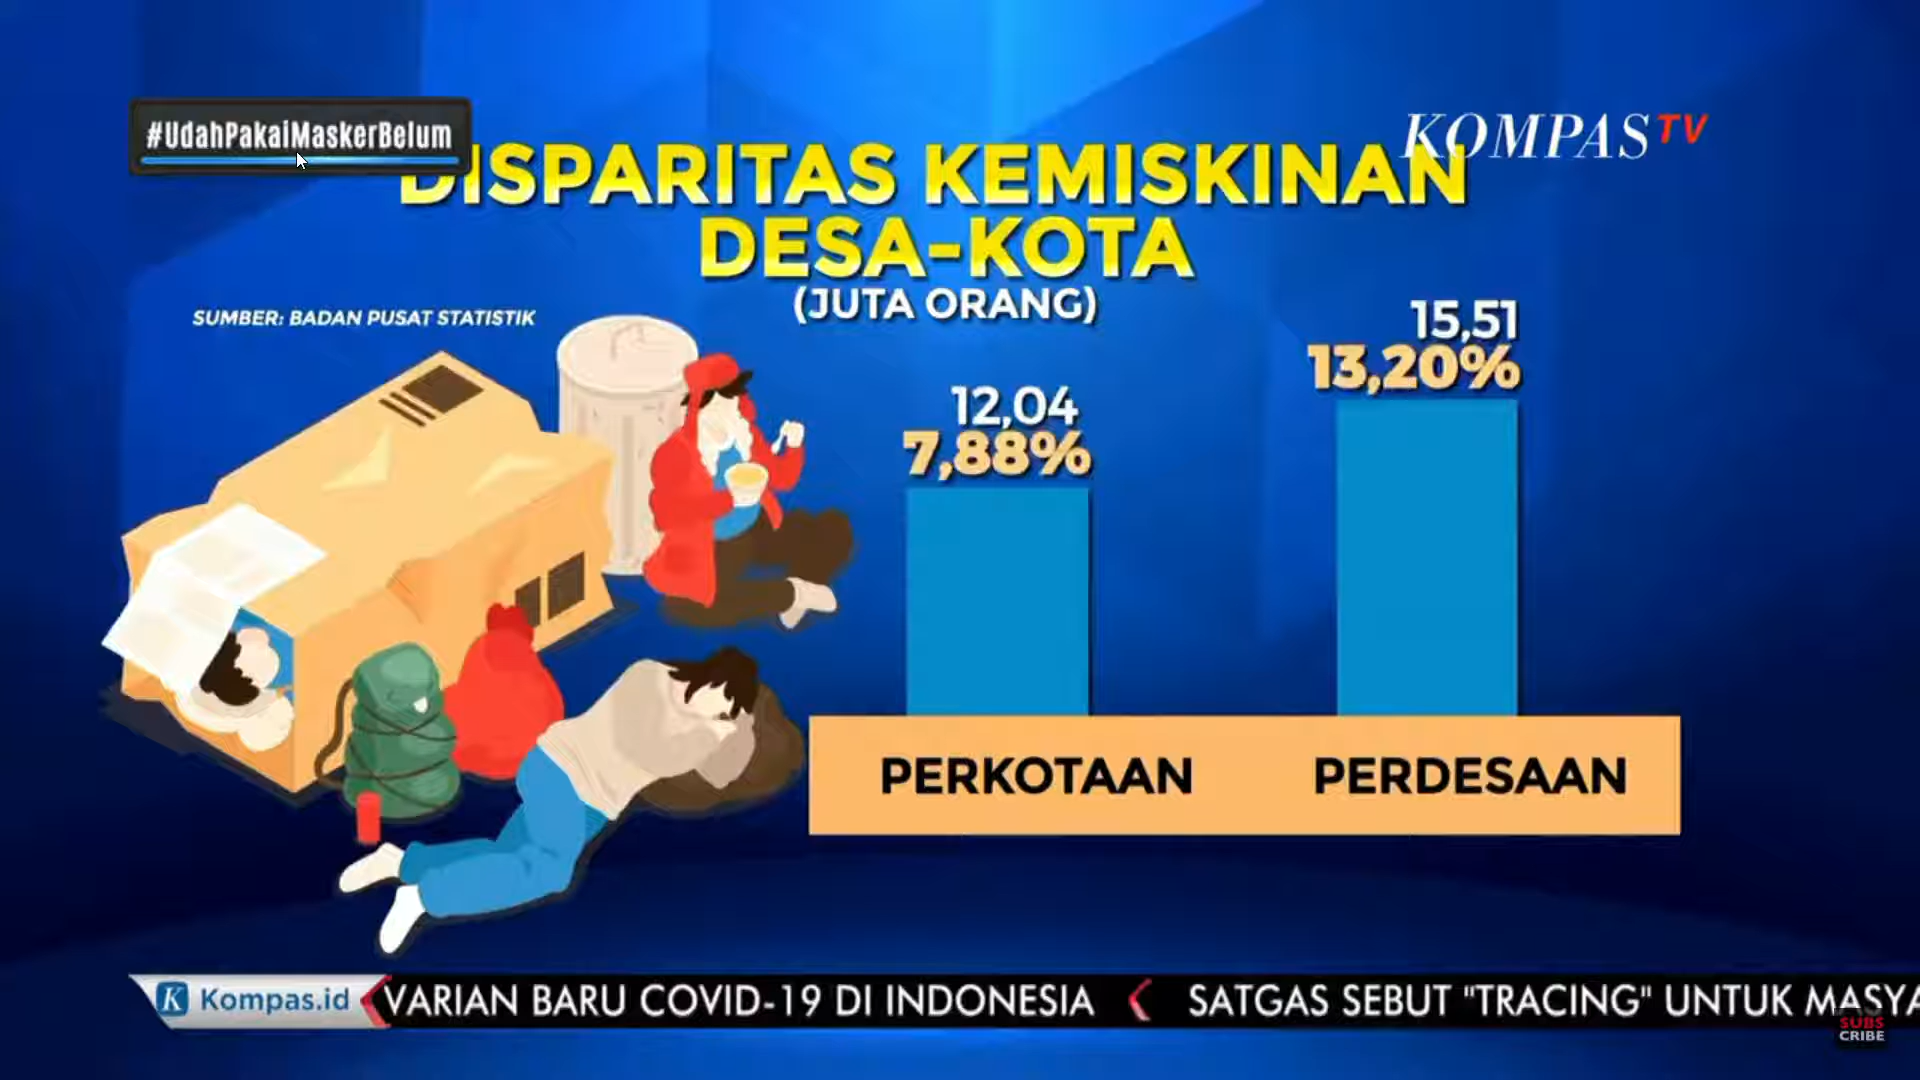 #UdahPakaiMaskerBelum
KOMPAS TV
DISPARITAS KEMISKINAN
DESA-KOTA
(JUTA ORANG)
SUMBER: BADAN PUSAT STATISTIK
12,04
7,88%
15,51
13,20%
PERKOTAAN
PERDESAAN
K Kompas.id VARIAN BARU COVID-19 DI INDONESIA SATGAS SEBUT "TRACING" UNTUK MASYA
SUBS
CRIBE